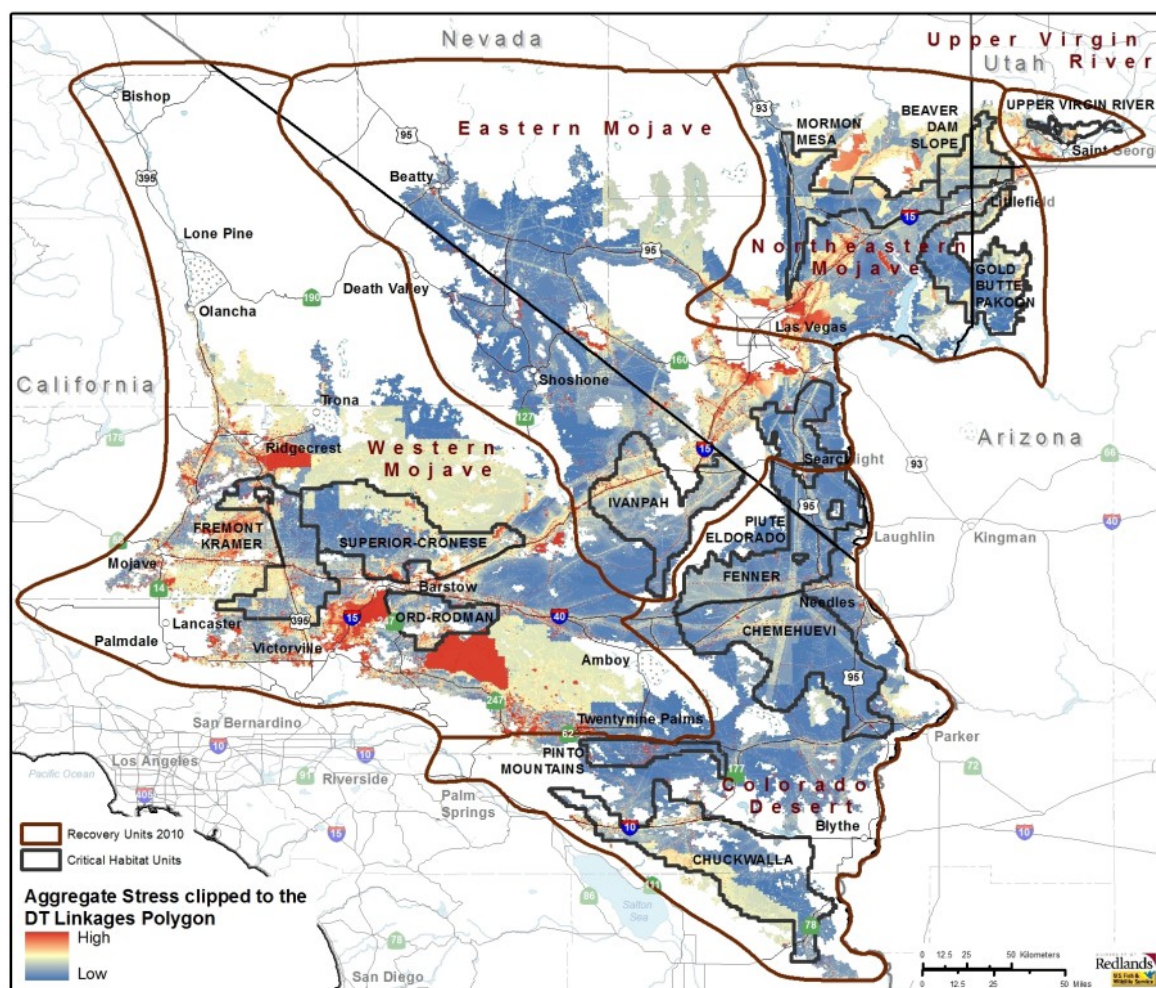 Nevada
Upper Virgin
Utah River
Bishop
93
MORMON
MESA
BEAVER
DAM
SLOPE
UPPER VIRGIN RIVER
Saint George
Eastern Mojave
95
395
Beatty
Littlefield
15
Lone Pine
95
Northeastern
Mojave
GOLD
BUTTE
PAKOON
Death Valley
190
Olancha
Las Vegas
160
California
Shoshone
Trona
127
Arizona
178
Ridgecrest
Western
Mojave
15
Searchlight
93
66
IVANPAH
95
PIUTE
ELDORADO
40
FREMONT
KRAMER
SUPERIOR-CRONESE
Laughlin
Kingman
Mojave
FENNER
14
Barstow
Needles
Lancaster
395
15
ORD-RODMAN
40
CHEMEHUEVI
Palmdale
Victorville
Amboy
95
247
Twentynine Palms
62
San Bernardino
10
Parker
PINTO
MOUNTAINS
177
72
Los Angeles
10
Pacific Ocean
91
Riverside
Colorado
Desert
405
Palm
Springs
Blythe
10
10
15
CHUCKWALLA
Recovery Units 2010
Critical Habitat Units
86
111
Salton
Sea
78
Aggregate Stress clipped to the
DT Linkages Polygon
High
Low
78
San Diego
0 12.5 25 50 Kilometers
0 12.5 25 50 Miles
Redlands
U.S. Fish &
Wildlife Service